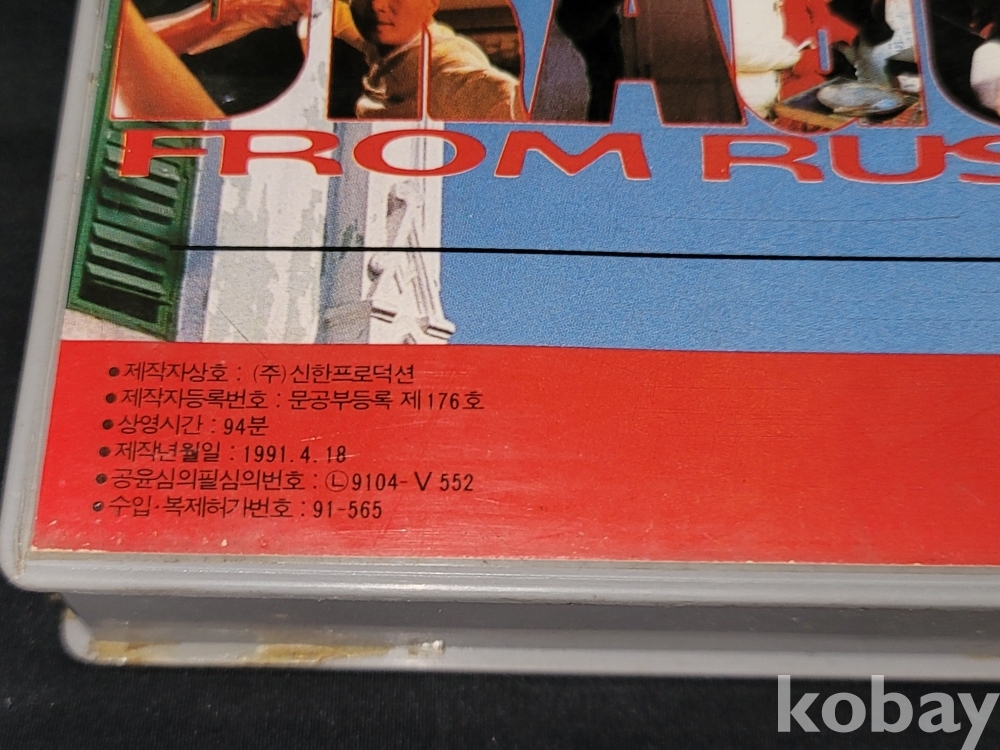 DRAG
FROM RUS
• 제작자상호 : (주)신한프로덕션
• 제작자등록번호 : 문공부등록 제176호
• 상영시간 : 94분
• 제작년월일 : 1991. 4. 18
• 공윤심의필심의번호 : Ⓛ9104-V 552
• 수입·복제허가번호 : 91-565
kobay